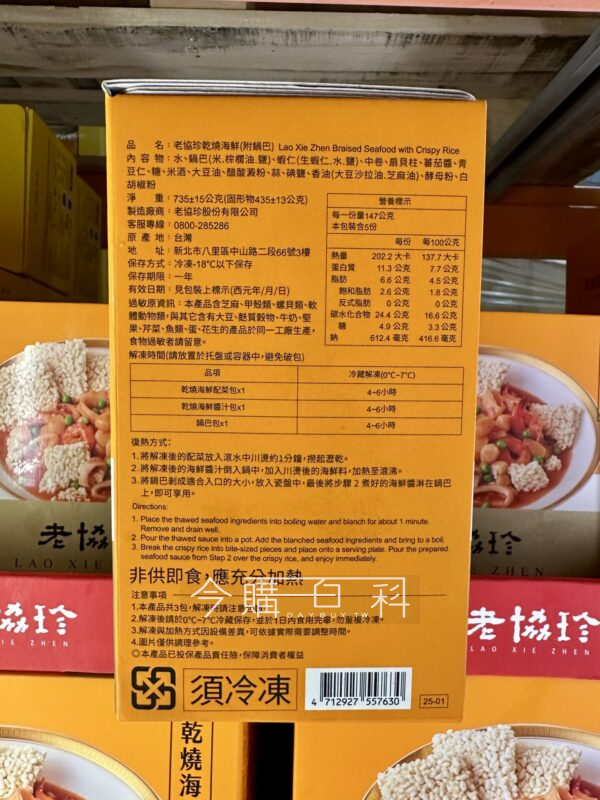 品　　名：老協珍乾燒海鮮(附鍋巴) Lao Xie Zhen Braised Seafood with Crispy Rice
內 容 物：水、鍋巴(米,棕櫚油,鹽)、蝦仁(生蝦仁,水,鹽)、中卷、扇貝柱、蕃茄醬、青
豆仁、糖、米酒、大豆油、醋酸澱粉、蒜、碘鹽、香油(大豆沙拉油,芝麻油)、酵母粉、白
胡椒粉
淨　　重：735±15公克(固形物435±13公克)
製造廠商：老協珍股份有限公司
客服專線：0800-285286
原 產 地：台灣
地　　址：新北市八里區中山路二段66號3樓
保存方式：冷凍-18℃以下保存
保存期限：一年
有效日期：見包裝上標示(西元年/月/日)
過敏原資訊：本產品含芝麻、甲殼類、螺貝類、軟
體動物類，與其它含有大豆、麩質穀物、牛奶、堅
果、芹菜、魚類、蛋、花生的產品於同一工廠生產，
食物過敏者請留意。
營養標示
每一份量147公克
本包裝含5份
每份 每100公克
熱量 202.2 大卡 137.7 大卡
蛋白質 11.3 公克 7.7 公克
脂肪 6.6 公克 4.5 公克
飽和脂肪 2.6 公克 1.8 公克
反式脂肪 0 公克 0 公克
碳水化合物 24.4 公克 16.6 公克
糖 4.9 公克 3.3 公克
鈉 612.4 毫克 416.6 毫克
解凍時間(請放置於托盤或容器中，避免破包)
品項 冷藏解凍(0℃~7℃)
乾燒海鮮配菜包x1 4~6小時
乾燒海鮮醬汁包x1 4~6小時
鍋巴包x1 4~6小時
復熱方式：
1.將解凍後的配菜放入滾水中川燙約1分鐘，撈起瀝乾。
2.將解凍後的海鮮醬汁倒入鍋中，加入川燙後的海鮮料，加熱至滾沸。
3.將鍋巴剝成適合入口的大小，放入瓷盤中，最後將步驟 2 煮好的海鮮醬淋在鍋巴
上，即可享用。
Directions:
1. Place the thawed seafood ingredients into boiling water and blanch for about 1 minute.
Remove and drain well.
2. Pour the thawed sauce into a pot. Add the blanched seafood ingredients and bring to a boil.
3. Break the crispy rice into bite-sized pieces and place onto a serving plate. Pour the prepared
seafood sauce from Step 2 over the crispy rice, and enjoy immediately.
非供即食，應充分加熱
今購百科
注意事項
1.本產品共3包，解凍時請注意
2.解凍後請於0℃~7℃冷藏保存，並於1日內食用完畢，勿重複冷凍。
3.解凍與加熱方式因設備差異，可依據實際需要調整時間。
4.圖片僅供調理參考。
◎本產品已投保產品責任險，保障消費者權益
須冷凍
4 712927 557630
25-01
老協
LAO XIE
珍
ZHEN
珍
XIE ZHEN
老協珍
LAO XIE ZHEN
乾燒海